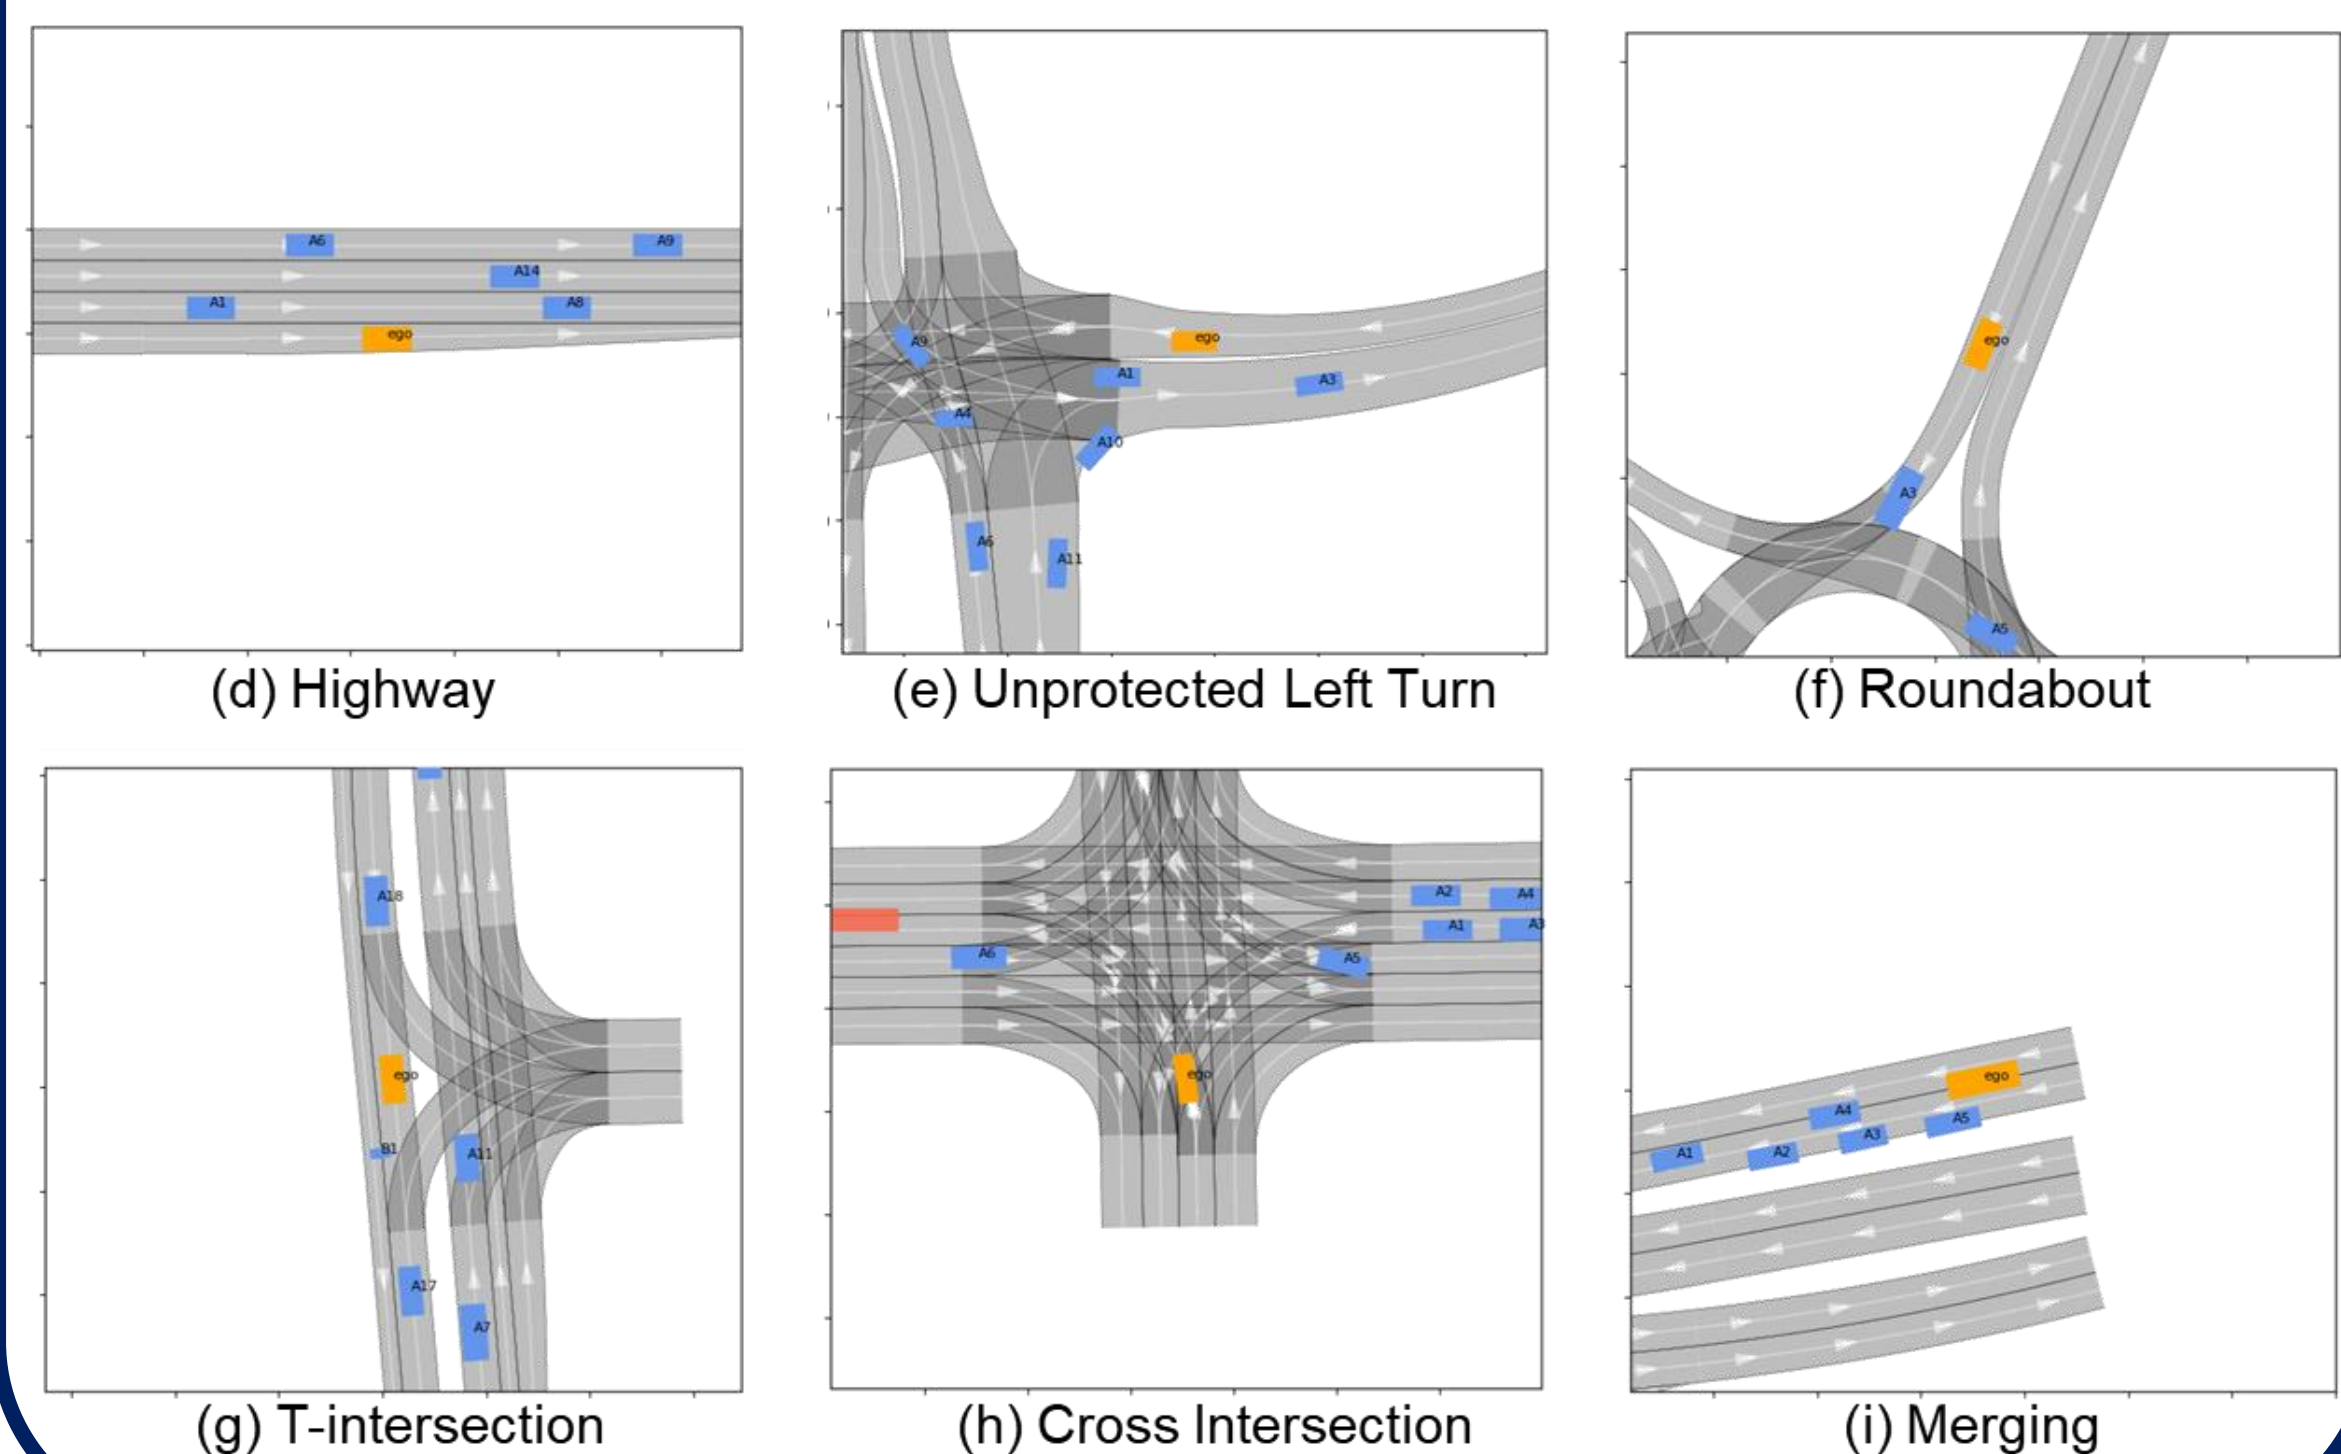 A6
A9
A14
A1
A8
ego
(d) Highway
A9
ego
A1
A3
A4
A10
A6
A11
(e) Unprotected Left Turn
ego
A3
A5
(f) Roundabout
A18
ego
B1
A11
A17
A7
(g) T-intersection
A2
A4
A1
A3
A6
A5
ego
(h) Cross Intersection
ego
A4
A5
A3
A1
A2
(i) Merging